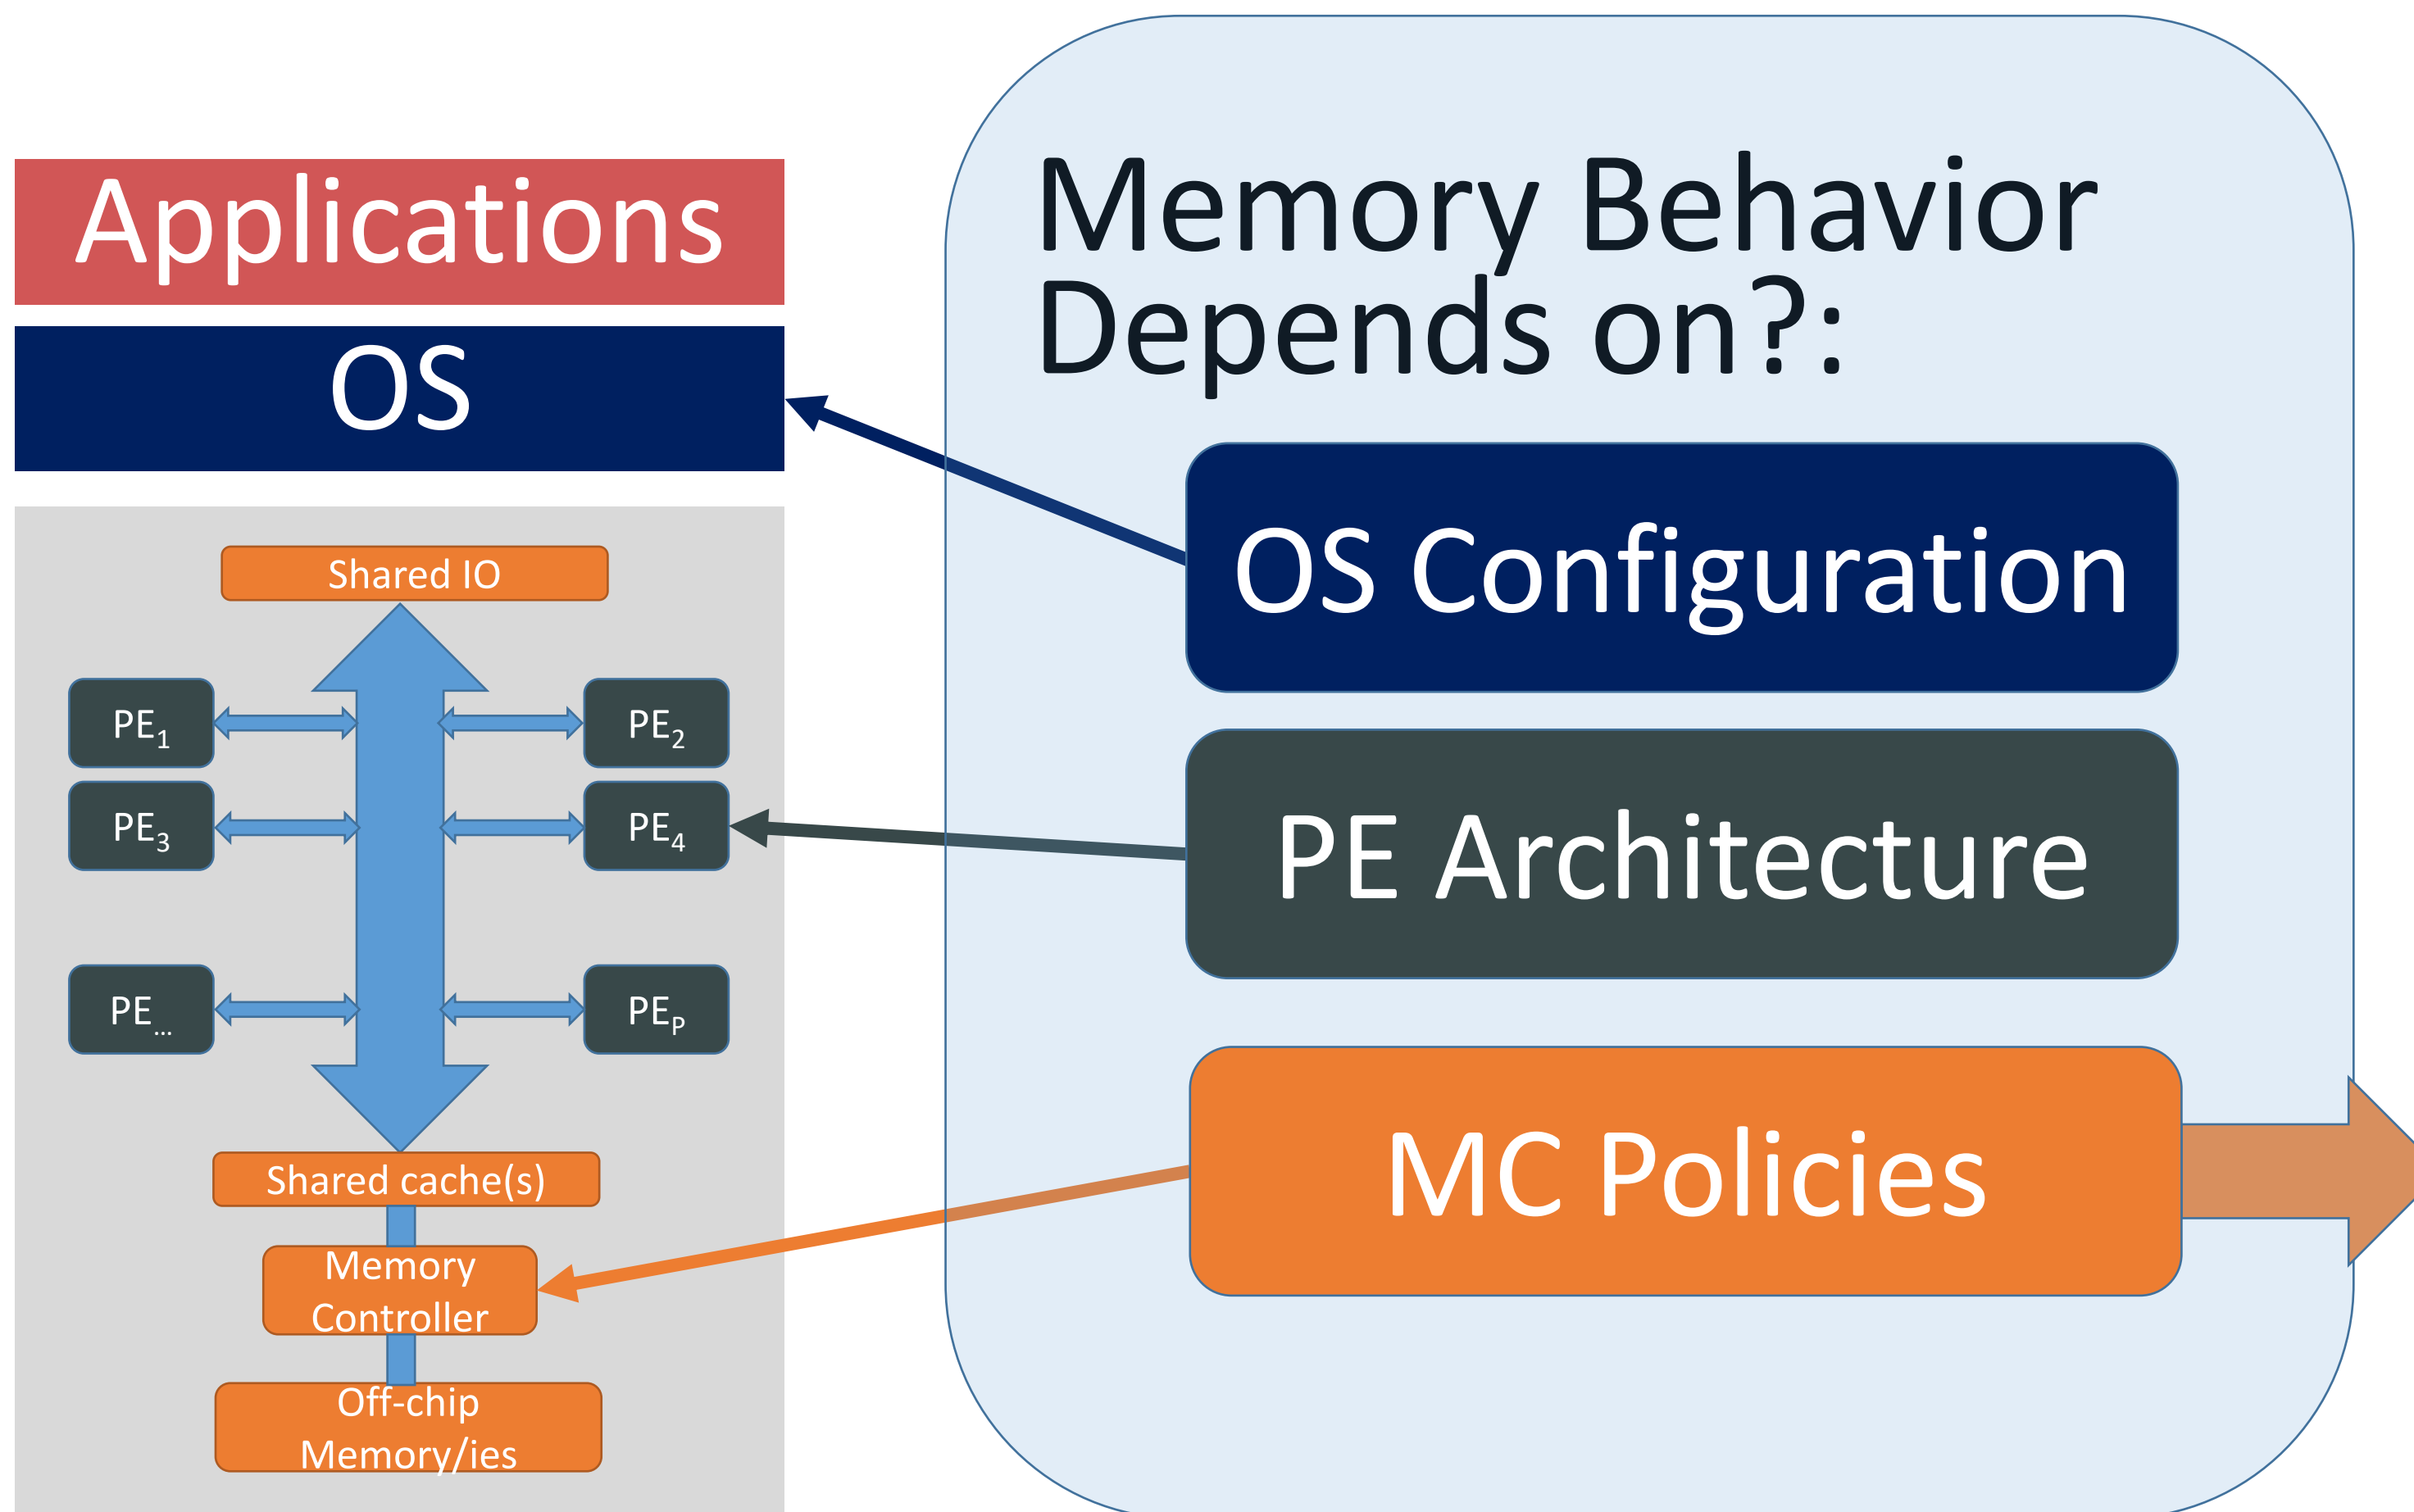 Applications
OS
Shared IO
PE1
PE2
PE3
PE4
PE...
PEP
Shared cache(s)
Memory
Controller
Off-chip
Memory/ies
Memory Behavior
Depends on?:
OS Configuration
PE Architecture
MC Policies